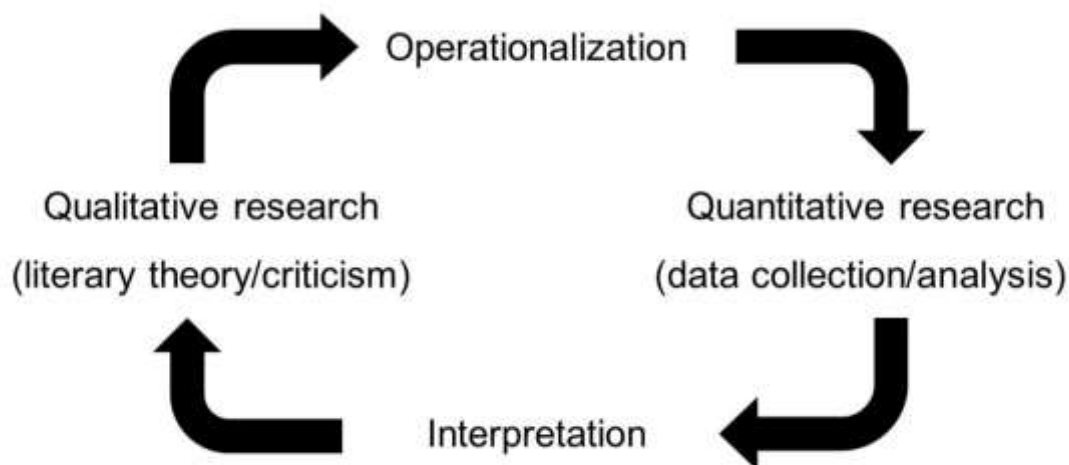 Operationalization
Qualitative research
(literary theory/criticism)
Quantitative research
(data collection/analysis)
Interpretation